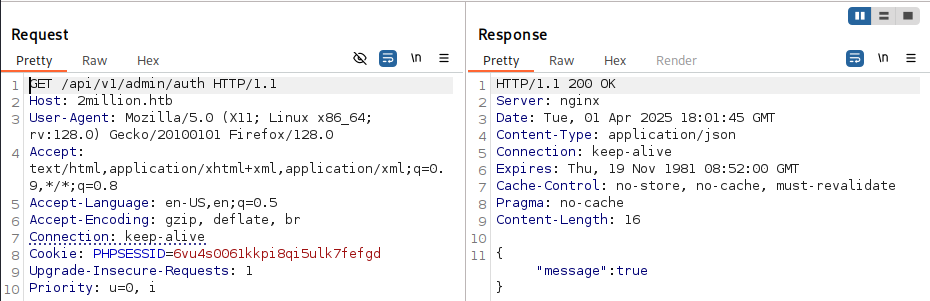 Request
Pretty Raw Hex \n
1 GET /api/v1/admin/auth HTTP/1.1
2 Host: 2million.htb
3 User-Agent: Mozilla/5.0 (X11; Linux x86_64;
rv:128.0) Gecko/20100101 Firefox/128.0
4 Accept:
text/html,application/xhtml+xml,application/xml;q=0.
9,*/*;q=0.8
5 Accept-Language: en-US,en;q=0.5
6 Accept-Encoding: gzip, deflate, br
7 Connection: keep-alive
8 Cookie: PHPSESSID=6vu4s0061kkpi8qi5ulk7fefgd
9 Upgrade-Insecure-Requests: 1
10 Priority: u=0, i
Response
Pretty Raw Hex Render \n
1 HTTP/1.1 200 OK
2 Server: nginx
3 Date: Tue, 01 Apr 2025 18:01:45 GMT
4 Content-Type: application/json
5 Connection: keep-alive
6 Expires: Thu, 19 Nov 1981 08:52:00 GMT
7 Cache-Control: no-store, no-cache, must-revalidate
8 Pragma: no-cache
9 Content-Length: 16
10
11 {
"message":true
}